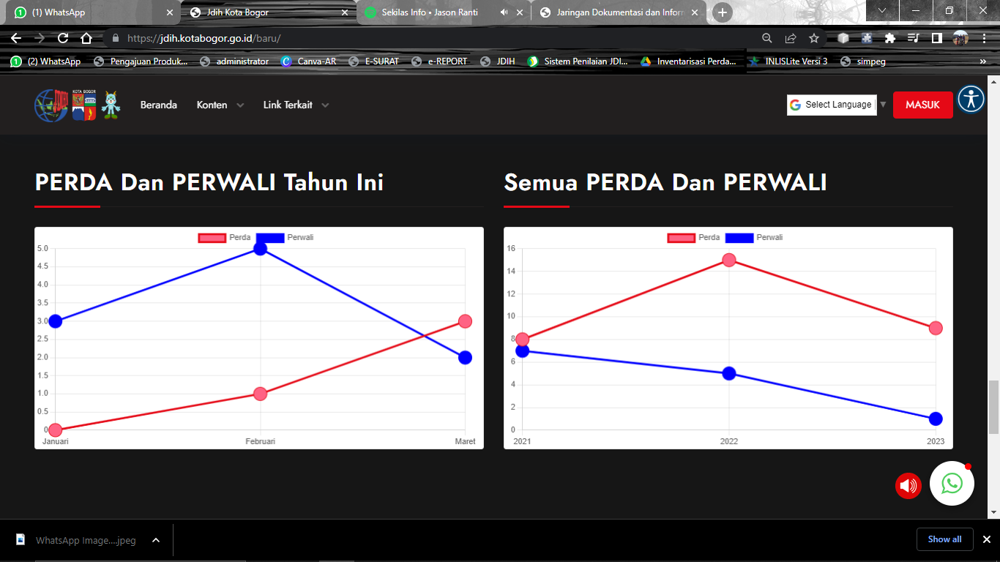 (1) WhatsApp
Jdih Kota Bogor
Sekilas Info • Jason Ranti
Jaringan Dokumentasi dan Inform
https://jdih.kotabogor.go.id/baru/
(2) WhatsApp
Pengajuan Produk...
administrator
Canva-AR
E-SURAT
e-REPORT
JDIH
Sistem Penilaian JDI...
Inventarisasi Perda...
INLISLite Versi 3
simpeg
»
JDIH
KOTA BOGOR
Beranda
Konten
Link Terkait
G Select Language
MASUK
PERDA Dan PERWALI Tahun Ini
Perda Perwali
5.0
4.5
4.0
3.5
3.0
2.5
2.0
1.5
1.0
0.5
0
Januari Februari Maret
Semua PERDA Dan PERWALI
Perda Perwali
16
14
12
10
8
6
4
2
0
2021 2022 2023
WhatsApp Image....jpeg
Show all